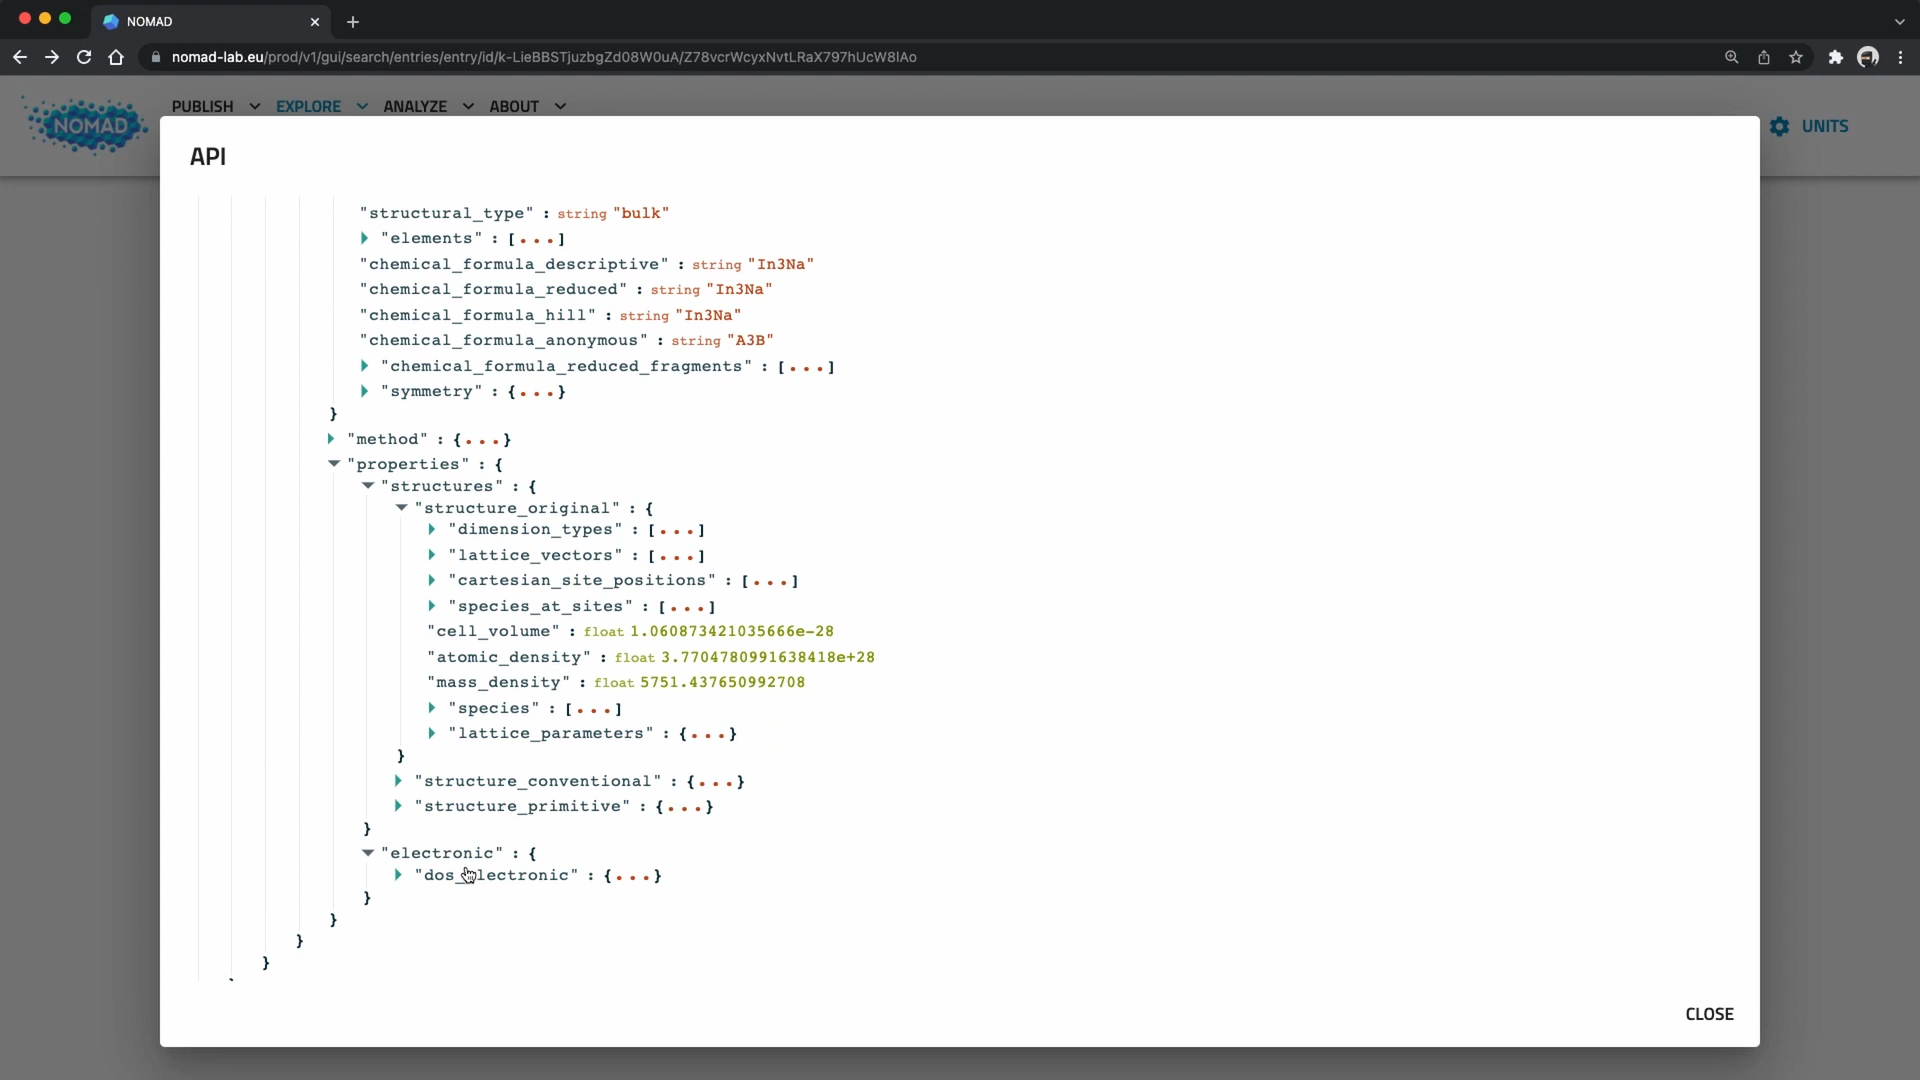 NOMAD
nomad-lab.eu/prod/v1/gui/search/entries/entry/id/k-LieBBSTjuzbgZd08W0uA/Z78vcrWcyxNvtLRaX797hUcW8lAo
NOMAD
PUBLISH EXPLORE ANALYZE ABOUT
UNITS
API
"structural_type" : string "bulk"
"elements" : [...]
"chemical_formula_descriptive" : string "In3Na"
"chemical_formula_reduced" : string "In3Na"
"chemical_formula_hill" : string "In3Na"
"chemical_formula_anonymous" : string "A3B"
"chemical_formula_reduced_fragments" : [...]
"symmetry" : {...}
}
"method" : {...}
"properties" : {
"structures" : {
"structure_original" : {
"dimension_types" : [...]
"lattice_vectors" : [...]
"cartesian_site_positions" : [...]
"species_at_sites" : [...]
"cell_volume" : float 1.060873421035666e-28
"atomic_density" : float 3.7704780991638418e+28
"mass_density" : float 5751.437650992708
"species" : [...]
"lattice_parameters" : {...}
}
"structure_conventional" : {...}
"structure_primitive" : {...}
}
"electronic" : {
"dos_electronic" : {...}
}
}
}
}
CLOSE